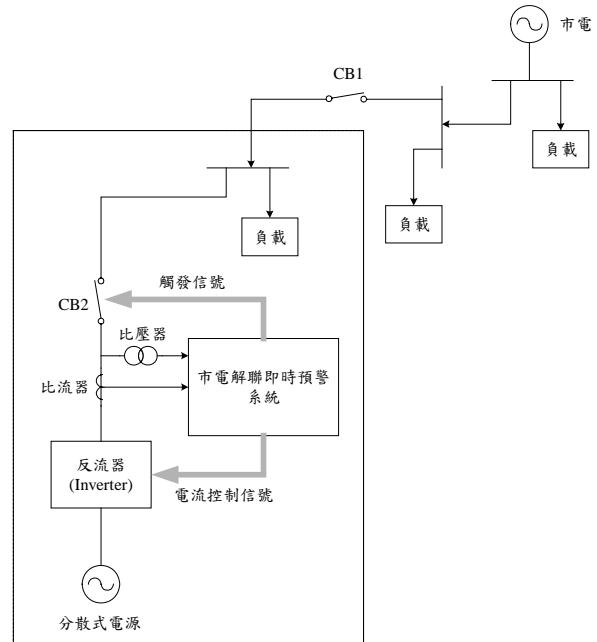 市電
CB1
負載
負載
負載
觸發信號
CB2
比壓器
市電解聯即時預警
系統
比流器
反流器
(Inverter)
電流控制信號
分散式電源